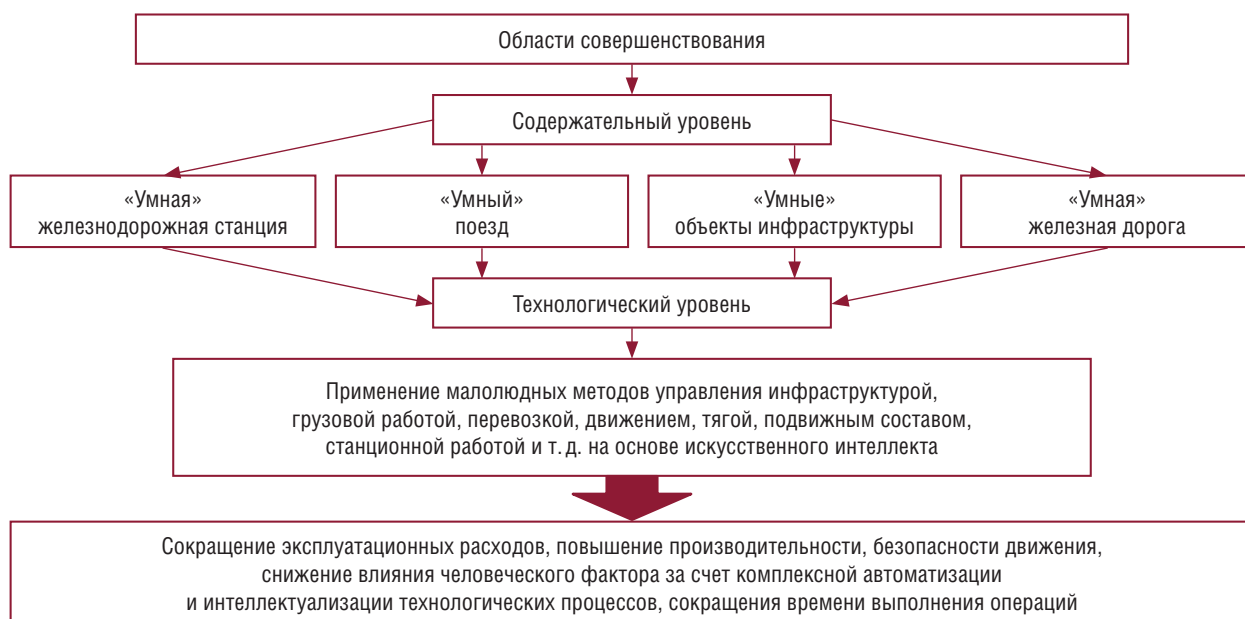 Области совершенствования
Содержательный уровень
«Умная»
железнодорожная станция
«Умный»
поезд
«Умные»
объекты инфраструктуры
«Умная»
железная дорога
Технологический уровень
Применение малолюдных методов управления инфраструктурой,
грузовой работой, перевозкой, движением, тягой, подвижным составом,
станционной работой и т. д. на основе искусственного интеллекта
Сокращение эксплуатационных расходов, повышение производительности, безопасности движения,
снижение влияния человеческого фактора за счет комплексной автоматизации
и интеллектуализации технологических процессов, сокращения времени выполнения операций